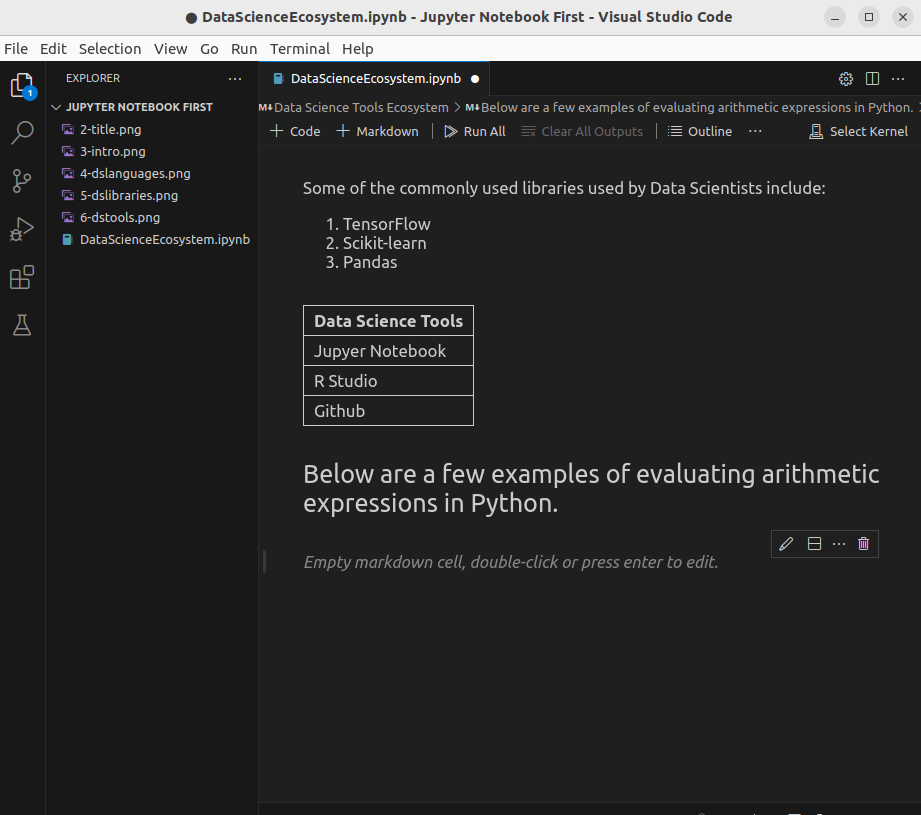 ● DataScienceEcosystem.ipynb - Jupyter Notebook First - Visual Studio Code
File Edit Selection View Go Run Terminal Help
EXPLORER
JUPYTER NOTEBOOK FIRST
2-title.png
3-intro.png
4-dslanguages.png
5-dslibraries.png
6-dstools.png
DataScienceEcosystem.ipynb
1
DataScienceEcosystem.ipynb ●
M↓Data Science Tools Ecosystem > M↓Below are a few examples of evaluating arithmetic expressions in Python.
+ Code + Markdown | Run All Clear All Outputs | Outline ... Select Kernel
Some of the commonly used libraries used by Data Scientists include:
1. TensorFlow
2. Scikit-learn
3. Pandas
Data Science Tools
Jupyer Notebook
R Studio
Github
Below are a few examples of evaluating arithmetic
expressions in Python.
Empty markdown cell, double-click or press enter to edit.